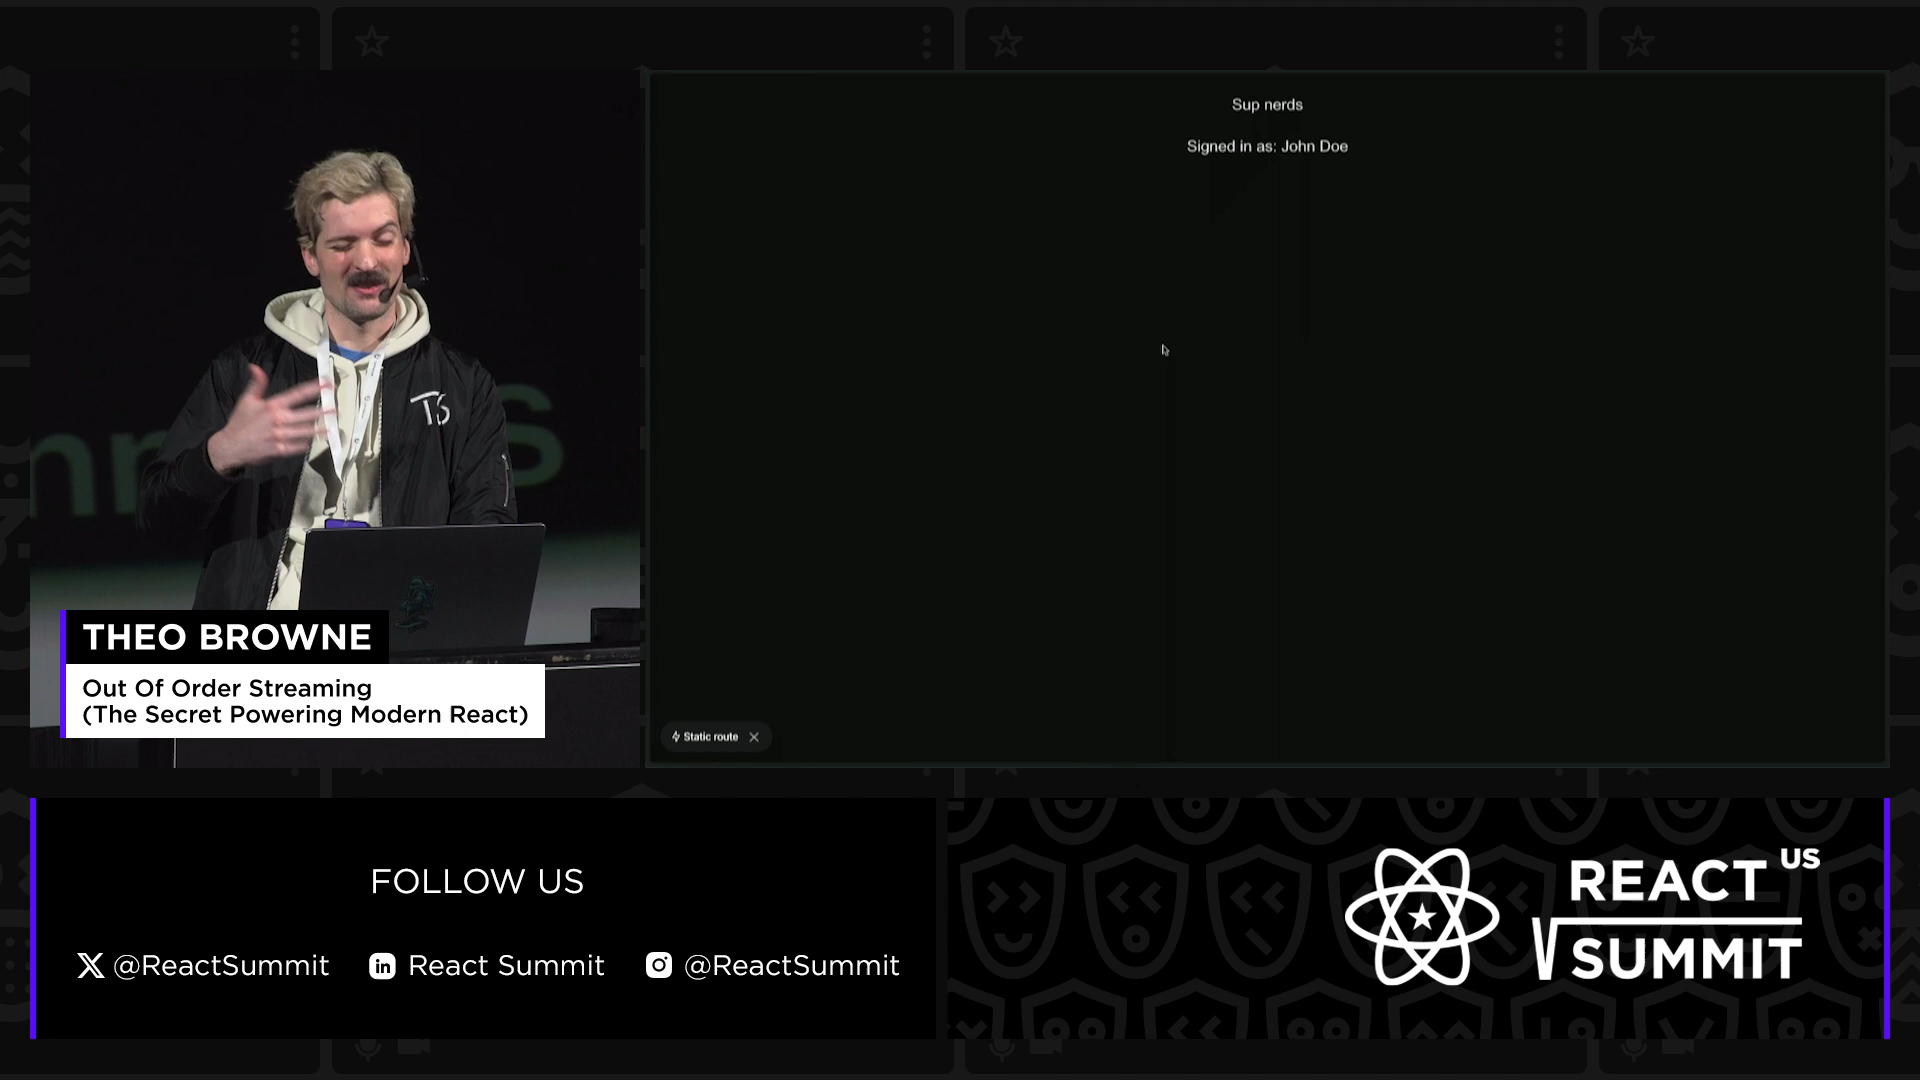 Sup nerds
Signed in as: John Doe
T3
THEO BROWNE
Out Of Order Streaming
(The Secret Powering Modern React)
Static route
FOLLOW US
@ReactSummit
React Summit
@ReactSummit
REACT US
SUMMIT